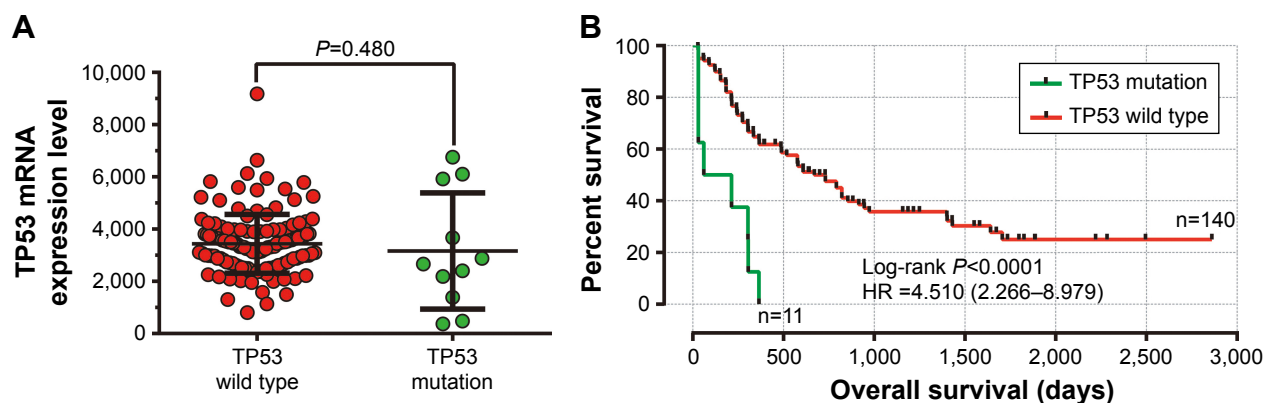 A
P=0.480
10,000
8,000
6,000
4,000
2,000
0
TP53 mRNA
expression level
TP53
wild type
TP53
mutation
B
100
80
60
40
20
0
Percent survival
TP53 mutation
TP53 wild type
n=140
Log-rank P<0.0001
HR =4.510 (2.266–8.979)
n=11
0
500
1,000
1,500
2,000
2,500
3,000
Overall survival (days)